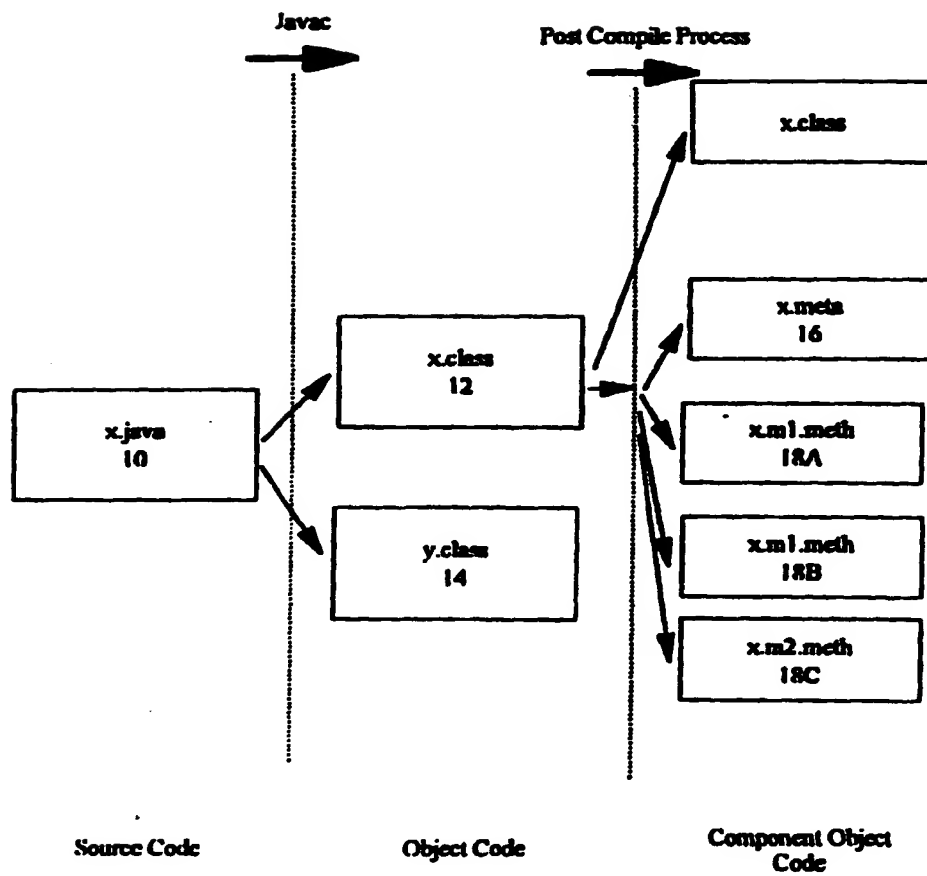 Javac
Post Compile Process
x.class
x.meta
16
x.class
12
x.java
10
x.m1.meth
18A
y.class
14
x.m1.meth
18B
x.m2.meth
18C
Source Code
Object Code
Component Object
Code